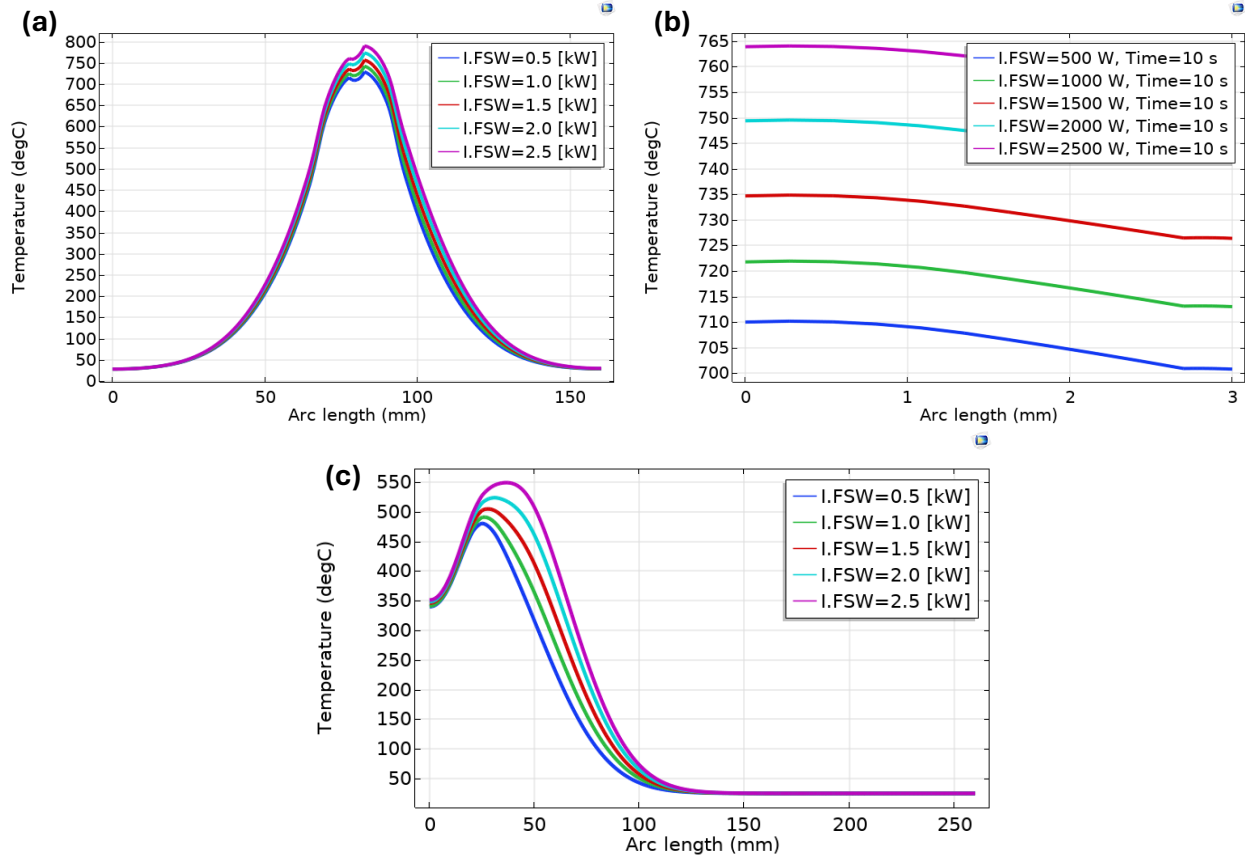 (a)
800
750
700
650
600
550
500
450
400
350
300
250
200
150
100
50
0
Temperature (degC)
I.FSW=0.5 [kW]
I.FSW=1.0 [kW]
I.FSW=1.5 [kW]
I.FSW=2.0 [kW]
I.FSW=2.5 [kW]
0 50 100 150
Arc length (mm)
(b)
765
760
755
750
745
740
735
730
725
720
715
710
705
700
Temperature (degC)
I.FSW=500 W, Time=10 s
I.FSW=1000 W, Time=10 s
I.FSW=1500 W, Time=10 s
I.FSW=2000 W, Time=10 s
I.FSW=2500 W, Time=10 s
0 1 2 3
Arc length (mm)
(c)
550
500
450
400
350
300
250
200
150
100
50
Temperature (degC)
I.FSW=0.5 [kW]
I.FSW=1.0 [kW]
I.FSW=1.5 [kW]
I.FSW=2.0 [kW]
I.FSW=2.5 [kW]
0 50 100 150 200 250
Arc length (mm)